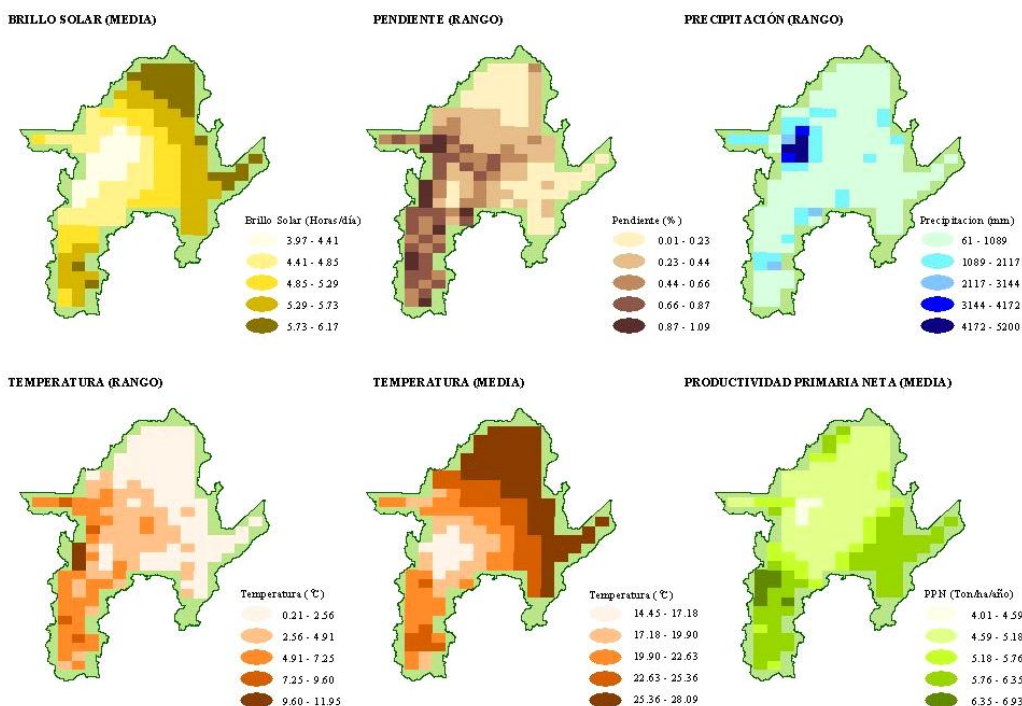 BRILLO SOLAR (MEDIA)
PENDIENTE (RANGO)
PRECIPITACIÓN (RANGO)
Brillo Solar (Horas/día)
3.97 - 4.41
4.41 - 4.85
4.85 - 5.29
5.29 - 5.73
5.73 - 6.17
Pendiente (%)
0.01 - 0.23
0.23 - 0.44
0.44 - 0.66
0.66 - 0.87
0.87 - 1.09
Precipitacion (mm)
61 - 1089
1089 - 2117
2117 - 3144
3144 - 4172
4172 - 5200
TEMPERATURA (RANGO)
TEMPERATURA (MEDIA)
PRODUCTIVIDAD PRIMARIA NETA (MEDIA)
Temperatura (°C)
0.21 - 2.56
2.56 - 4.91
4.91 - 7.25
7.25 - 9.60
9.60 - 11.95
Temperatura (°C)
14.45 - 17.18
17.18 - 19.90
19.90 - 22.63
22.63 - 25.36
25.36 - 28.09
PPN (Ton/ha/año)
4.01 - 4.59
4.59 - 5.18
5.18 - 5.76
5.76 - 6.35
6.35 - 6.93